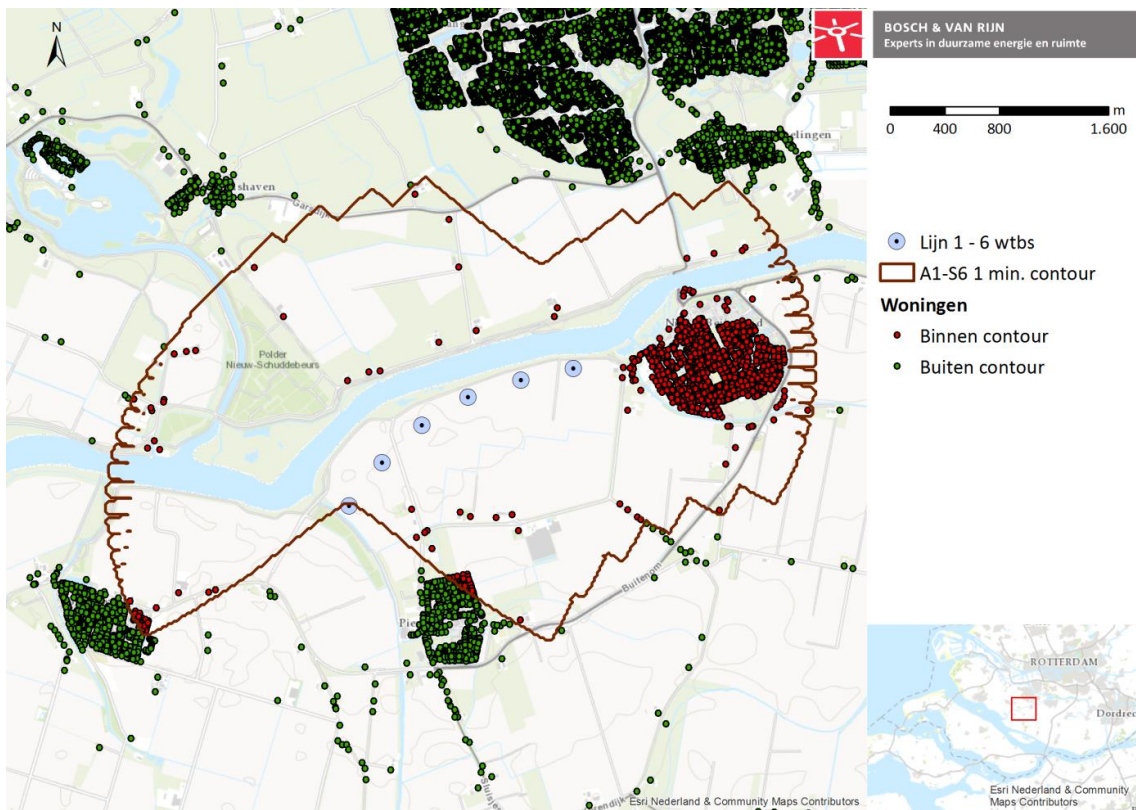 N
BOSCH & VAN RIJN
Experts in duurzame energie en ruimte
m
0 400 800 1.600
Lijn 1 - 6 wtbs
A1-S6 1 min. contour
Woningen
Binnen contour
Buiten contour
Polder
Nieuw-Schuddebeurs
Buitenom
ROTTERDAM
Dordrec
Esri Nederland & Community Maps Contributors
Esri Nederland & Community
Maps Contributors